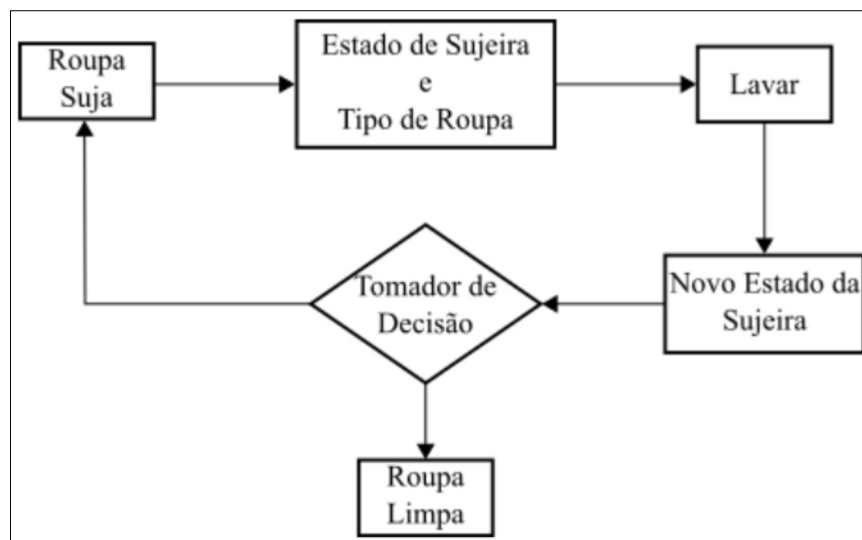 Roupa
Suja
Estado de Sujeira
e
Tipo de Roupa
Lavar
Novo Estado da
Sujeira
Tomador de
Decisão
Roupa
Limpa